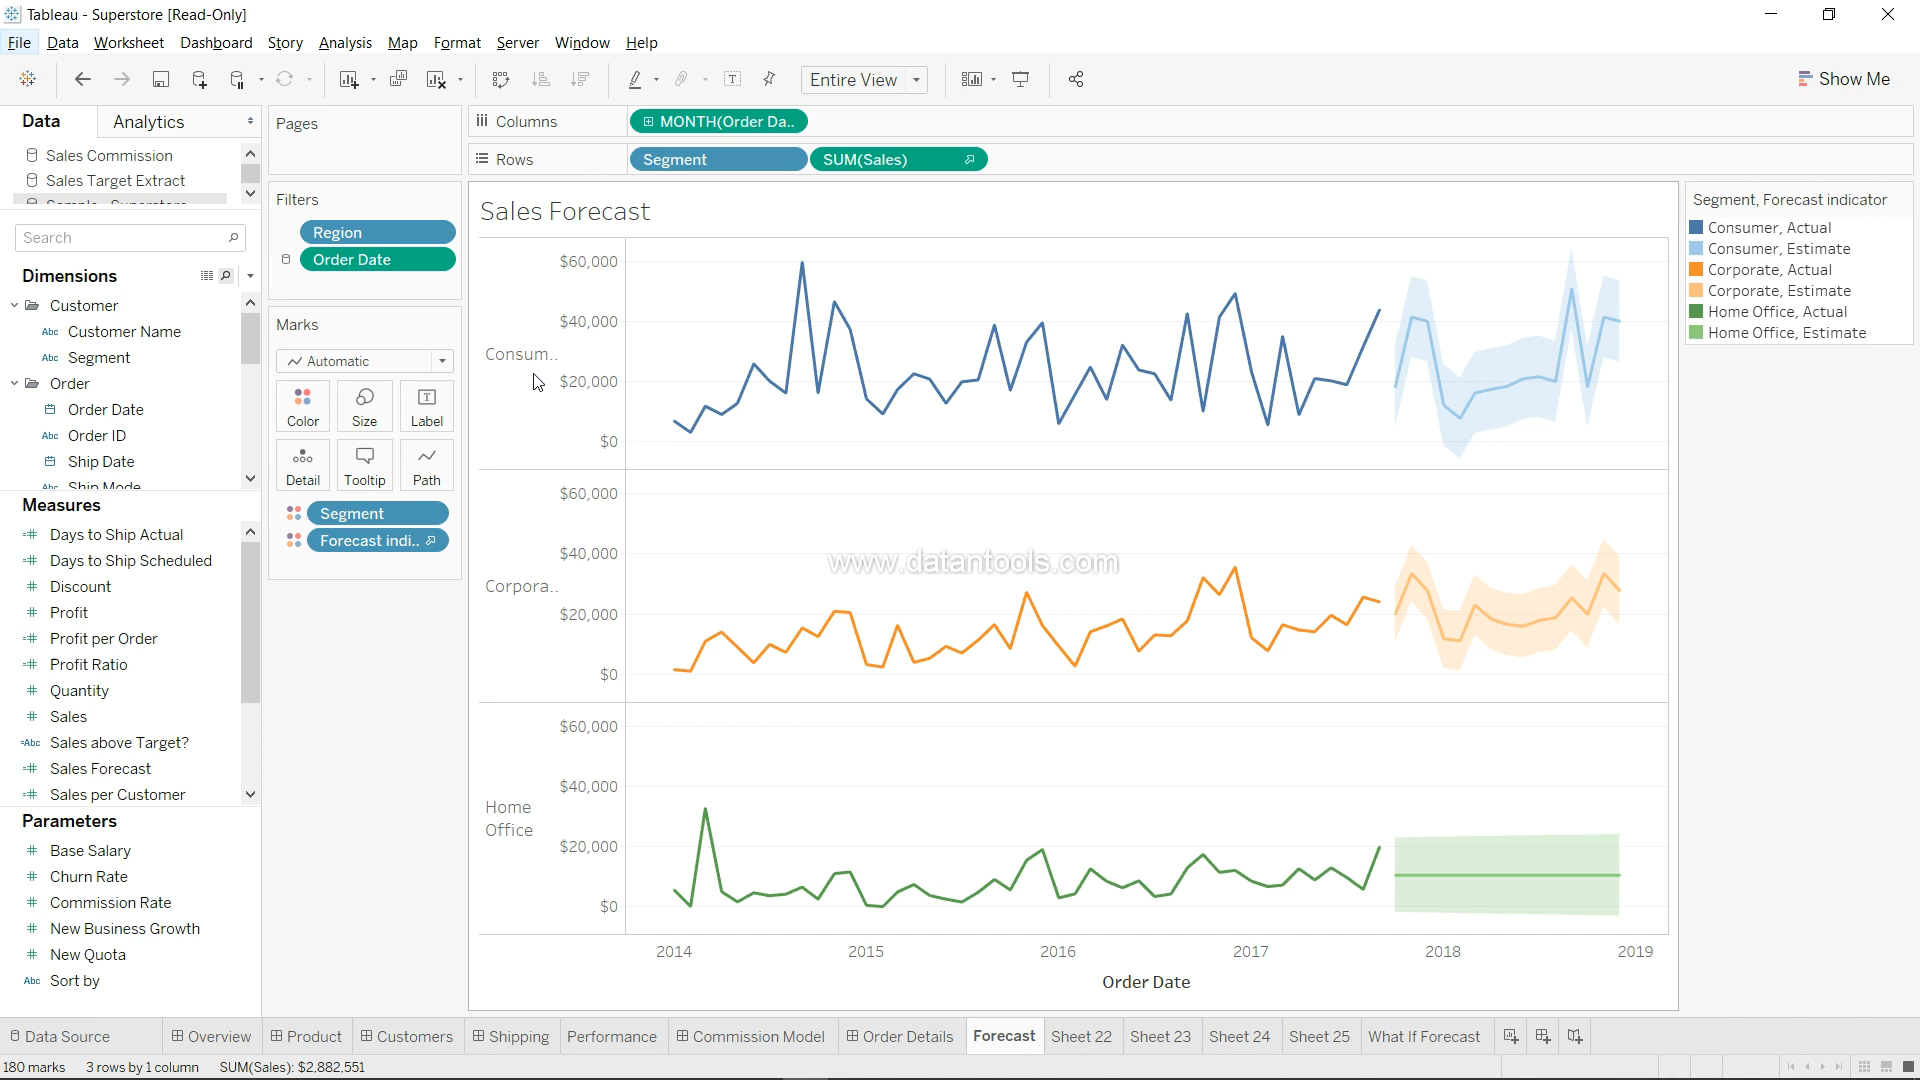 Tableau - Superstore [Read-Only]
File Data Worksheet Dashboard Story Analysis Map Format Server Window Help
Entire View
Show Me
Data Analytics
Sales Commission
Sales Target Extract
Search
Dimensions
Customer
Abc Customer Name
Abc Segment
Order
Order Date
Abc Order ID
Ship Date
Abc Ship Mode
Measures
Days to Ship Actual
Days to Ship Scheduled
Discount
Profit
Profit per Order
Profit Ratio
Quantity
Sales
=Abc Sales above Target?
Sales Forecast
Sales per Customer
Parameters
Base Salary
Churn Rate
Commission Rate
New Business Growth
New Quota
Abc Sort by
Pages
Filters
Region
Order Date
Marks
Automatic
Color Size Label
Detail Tooltip Path
Segment
Forecast indi..
Columns MONTH(Order Da..
Rows Segment SUM(Sales)
Sales Forecast
$60,000
$40,000
Consum..
$20,000
$0
$60,000
$40,000
www.datantools.com
Corpora..
$20,000
$0
$60,000
$40,000
Home
Office
$20,000
$0
2014 2015 2016 2017 2018 2019
Order Date
Segment, Forecast indicator
Consumer, Actual
Consumer, Estimate
Corporate, Actual
Corporate, Estimate
Home Office, Actual
Home Office, Estimate
Data Source Overview Product Customers Shipping Performance Commission Model Order Details Forecast Sheet 22 Sheet 23 Sheet 24 Sheet 25 What If Forecast
180 marks 3 rows by 1 column SUM(Sales): $2,882,551